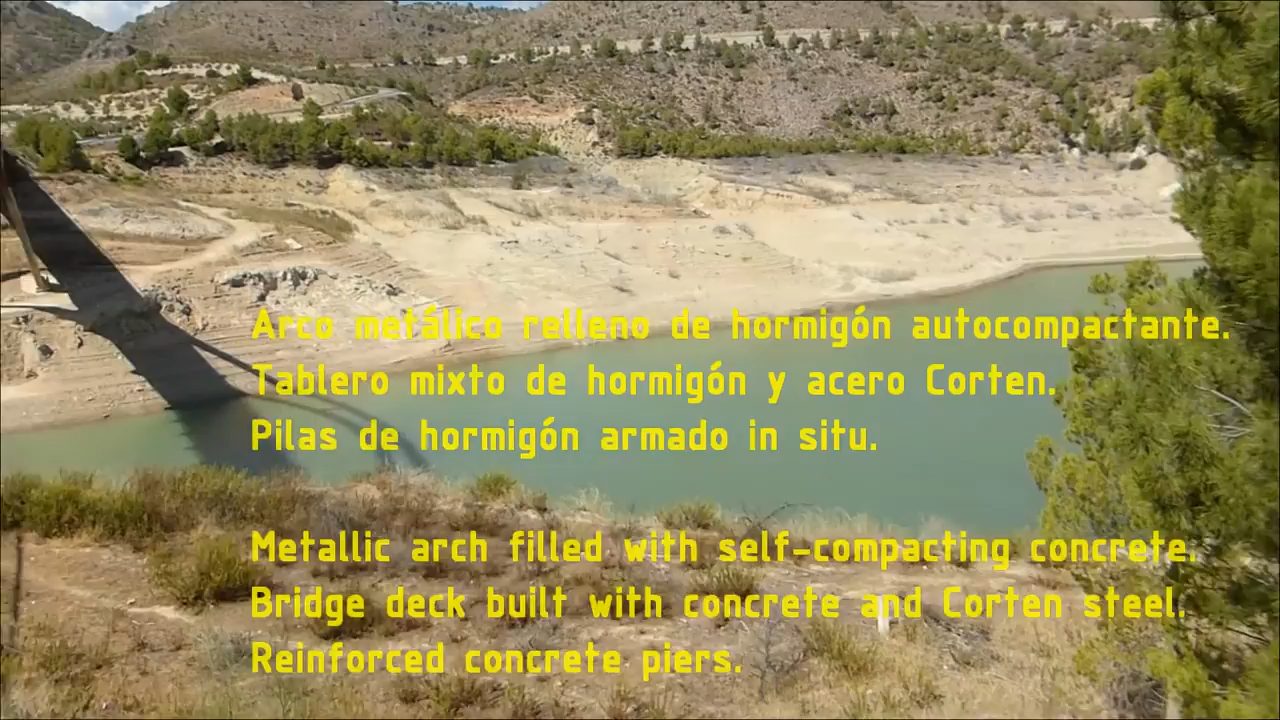 Arco metálico relleno de hormigón autocompactante.
Tablero mixto de hormigón y acero Corten.
Pilas de hormigón armado in situ.
Metallic arch filled with self-compacting concrete.
Bridge deck built with concrete and Corten steel.
Reinforced concrete piers.